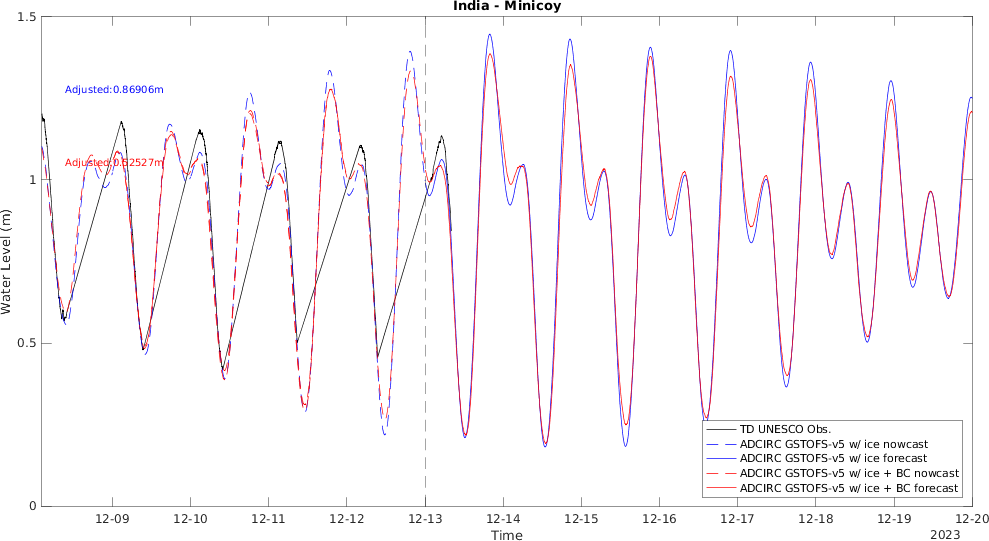 India - Minicoy
1.5
Adjusted:0.86906m
Adjusted:0.82527m
1
0.5
0
Water Level (m)
12-09
12-10
12-11
12-12
12-13
12-14
12-15
12-16
12-17
12-18
12-19
12-20
Time
2023
TD UNESCO Obs.
ADCIRC GSTOFS-v5 w/ ice nowcast
ADCIRC GSTOFS-v5 w/ ice forecast
ADCIRC GSTOFS-v5 w/ ice + BC nowcast
ADCIRC GSTOFS-v5 w/ ice + BC forecast